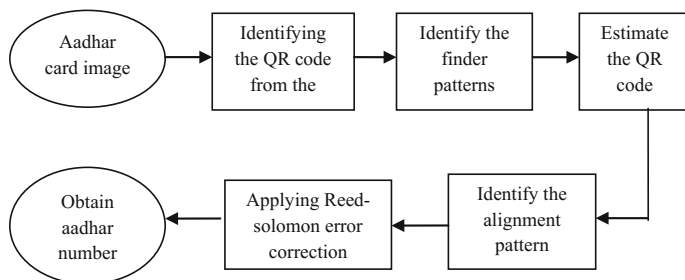 Aadhar
card image
Identifying
the QR code
from the
Identify the
finder
patterns
Estimate
the QR
code
Identify the
alignment
pattern
Applying Reed-
solomon error
correction
Obtain
aadhar
number